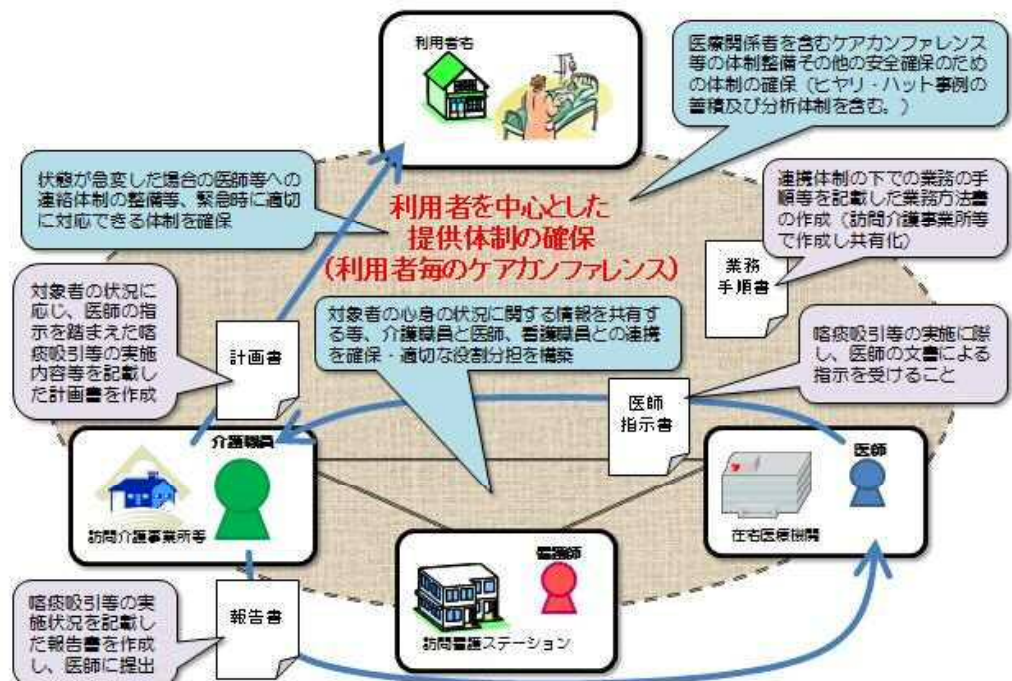 利用者宅
医療関係者を含むケアカンファレンス
等の体制整備その他の安全確保のため
の体制の確保（ヒヤリ・ハット事例の
蓄積及び分析体制を含む。）
状態が急変した場合の医師等への
連絡体制の整備等、緊急時に適切
に対応できる体制を確保
利用者を中心とした
提供体制の確保
（利用者毎のケアカンファレンス）
連携体制の下での業務の手
順等を記載した業務方法書
の作成（訪問介護事業所等
で作成し共有化）
業務
手順書
対象者の状況に
応じ、医師の指
示を踏まえた喀
痰吸引等の実施
内容等を記載し
た計画書を作成
計画書
対象者の心身の状況に関する情報を共有す
る等、介護職員と医師、看護職員との連携
を確保・適切な役割分担を構築
喀痰吸引等の実施に際
し、医師の文書による
指示を受けること
医師
指示書
介護職員
訪問介護事業所等
医師
在宅医療機関
看護師
訪問看護ステーション
喀痰吸引等の実
施状況を記載し
た報告書を作成
し、医師に提出
報告書